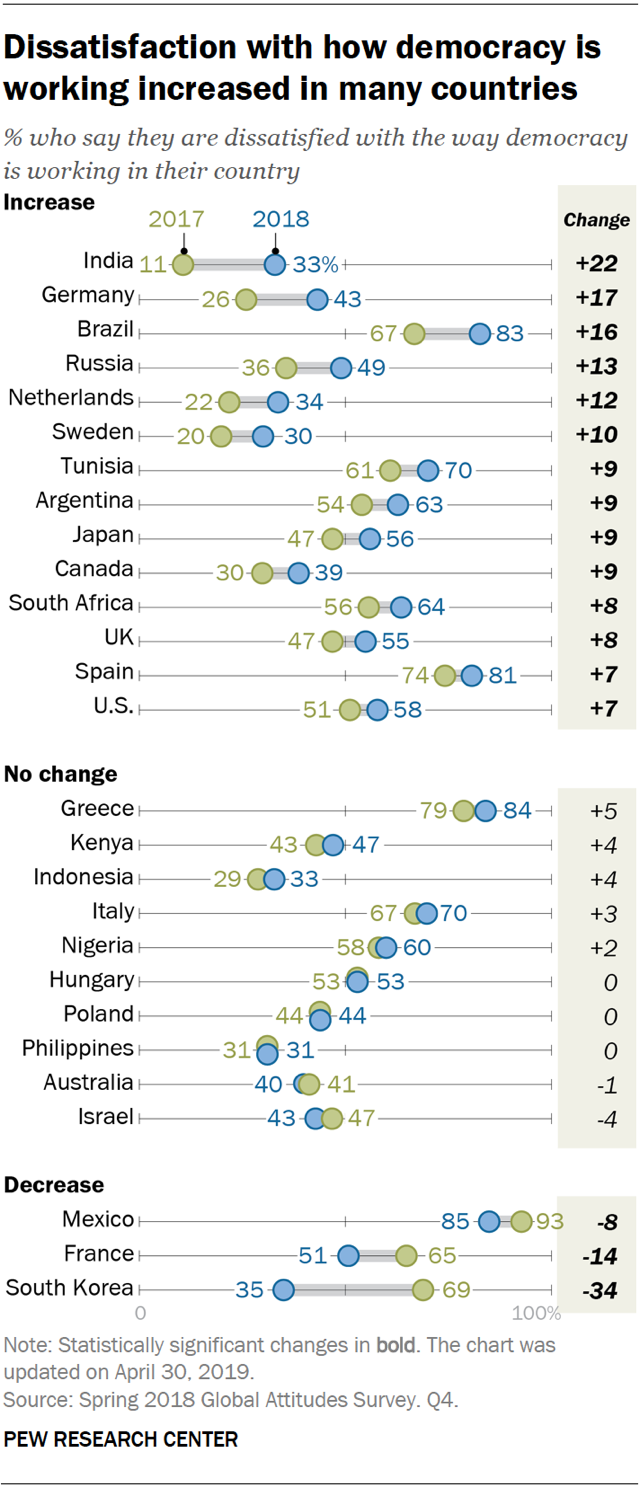 Dissatisfaction with how democracy is
working increased in many countries
% who say they are dissatisfied with the way democracy
is working in their country
Increase
2017 2018 Change
India 11 33% +22
Germany 26 43 +17
Brazil 67 83 +16
Russia 36 49 +13
Netherlands 22 34 +12
Sweden 20 30 +10
Tunisia 61 70 +9
Argentina 54 63 +9
Japan 47 56 +9
Canada 30 39 +9
South Africa 56 64 +8
UK 47 55 +8
Spain 74 81 +7
U.S. 51 58 +7
No change
Greece 79 84 +5
Kenya 43 47 +4
Indonesia 29 33 +4
Italy 67 70 +3
Nigeria 58 60 +2
Hungary 53 53 0
Poland 44 44 0
Philippines 31 31 0
Australia 40 41 -1
Israel 43 47 -4
Decrease
Mexico 85 93 -8
France 51 65 -14
South Korea 35 69 -34
0 100%
Note: Statistically significant changes in bold. The chart was
updated on April 30, 2019.
Source: Spring 2018 Global Attitudes Survey. Q4.
PEW RESEARCH CENTER